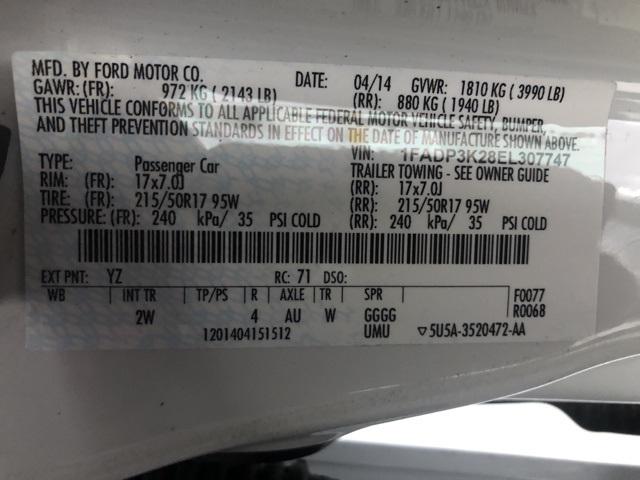 MFD. BY FORD MOTOR CO. DATE: 04/14 GVWR: 1810 KG ( 3990 LB)
GAWR: (FR): 972 KG ( 2143 LB) (RR): 880 KG ( 1940 LB)
THIS VEHICLE CONFORMS TO ALL APPLICABLE FEDERAL MOTOR VEHICLE SAFETY, BUMPER,
AND THEFT PREVENTION STANDARDS IN EFFECT ON THE DATE OF MANUFACTURE SHOWN ABOVE.
VIN: 1FADP3K28EL307747
TYPE: Passenger Car TRAILER TOWING - SEE OWNER GUIDE
RIM: (FR): 17x7.0J (RR): 17x7.0J
TIRE: (FR): 215/50R17 95W (RR): 215/50R17 95W
PRESSURE: (FR): 240 kPa/ 35 PSI COLD (RR): 240 kPa/ 35 PSI COLD
EXT PNT: YZ RC: 71 DSO:
WB INT TR TP/PS R AXLE TR SPR F0077
2W 4 AU W GGGG R0068
1201404151512 UMU ▽5U5A-3520472-AA